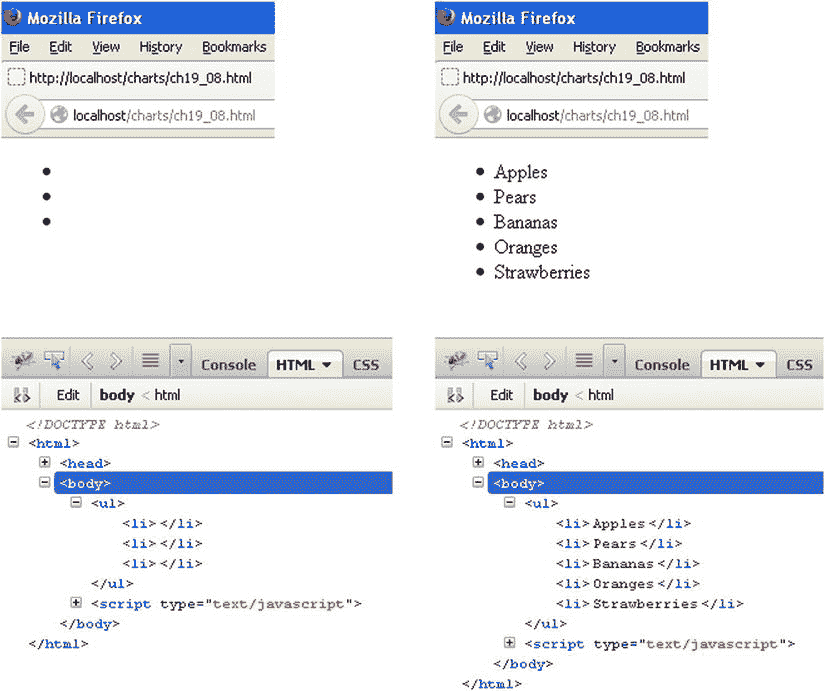 Mozilla Firefox
File Edit View History Bookmarks
http://localhost/charts/ch19_08.html
localhost/charts/ch19_08.html
Console HTML CSS
Edit body < html
<!DOCTYPE html>
<html>
<head>
<body>
<ul>
<li> </li>
<li> </li>
<li> </li>
</ul>
<script type="text/javascript">
</body>
</html>
Mozilla Firefox
File Edit View History Bookmarks
http://localhost/charts/ch19_08.html
localhost/charts/ch19_08.html
• Apples
• Pears
• Bananas
• Oranges
• Strawberries
Console HTML CSS
Edit body < html
<!DOCTYPE html>
<html>
<head>
<body>
<ul>
<li> Apples </li>
<li> Pears </li>
<li> Bananas </li>
<li> Oranges </li>
<li> Strawberries </li>
</ul>
<script type="text/javascript">
</body>
</html>